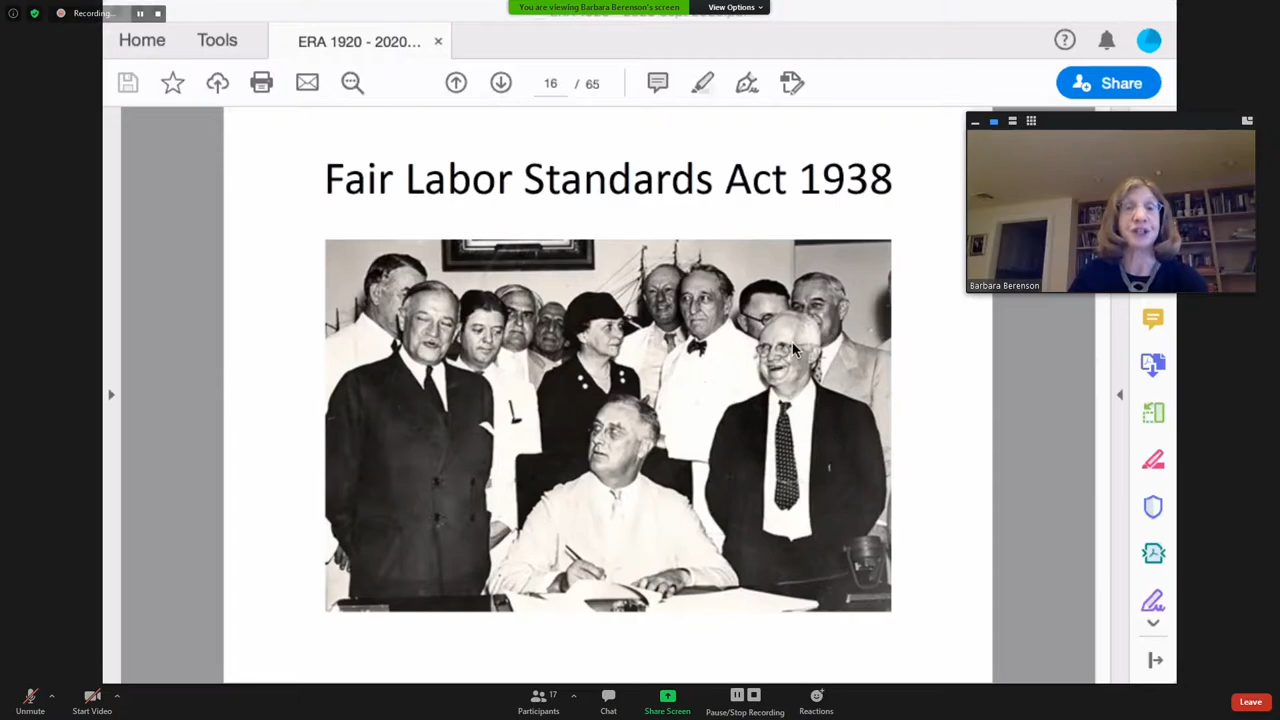 Recording...
You are viewing Barbara Berenson's screen
View Options
Home
Tools
ERA 1920 - 2020...
16 / 65
Share
Fair Labor Standards Act 1938
Barbara Berenson
Unmute
Start Video
Participants
17
Chat
Share Screen
Pause/Stop Recording
Reactions
Leave